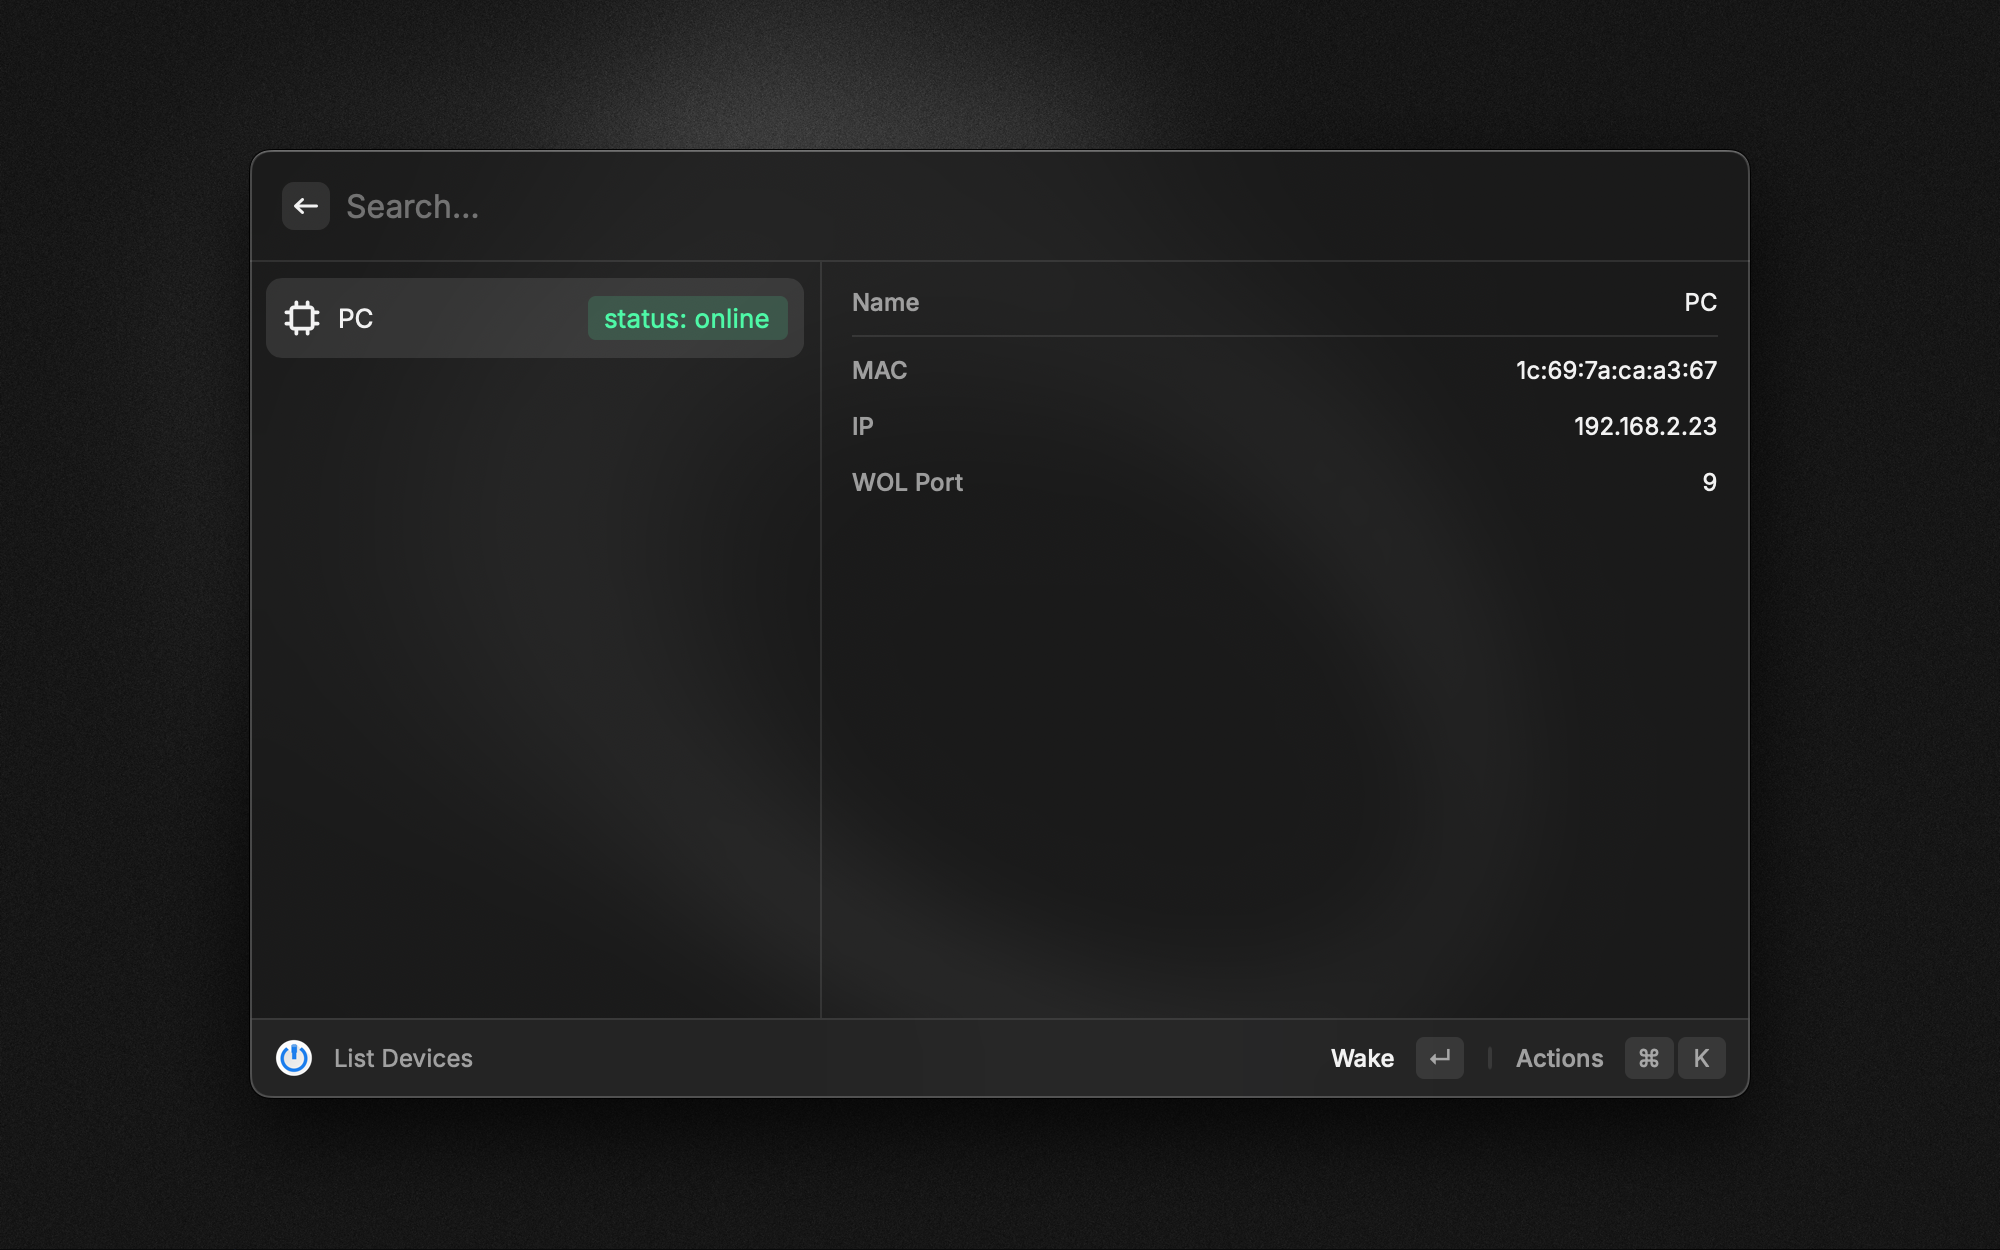 Search...
PC
status: online
Name
PC
MAC
1c:69:7a:ca:a3:67
IP
192.168.2.23
WOL Port
9
List Devices
Wake
Actions
⌘
K